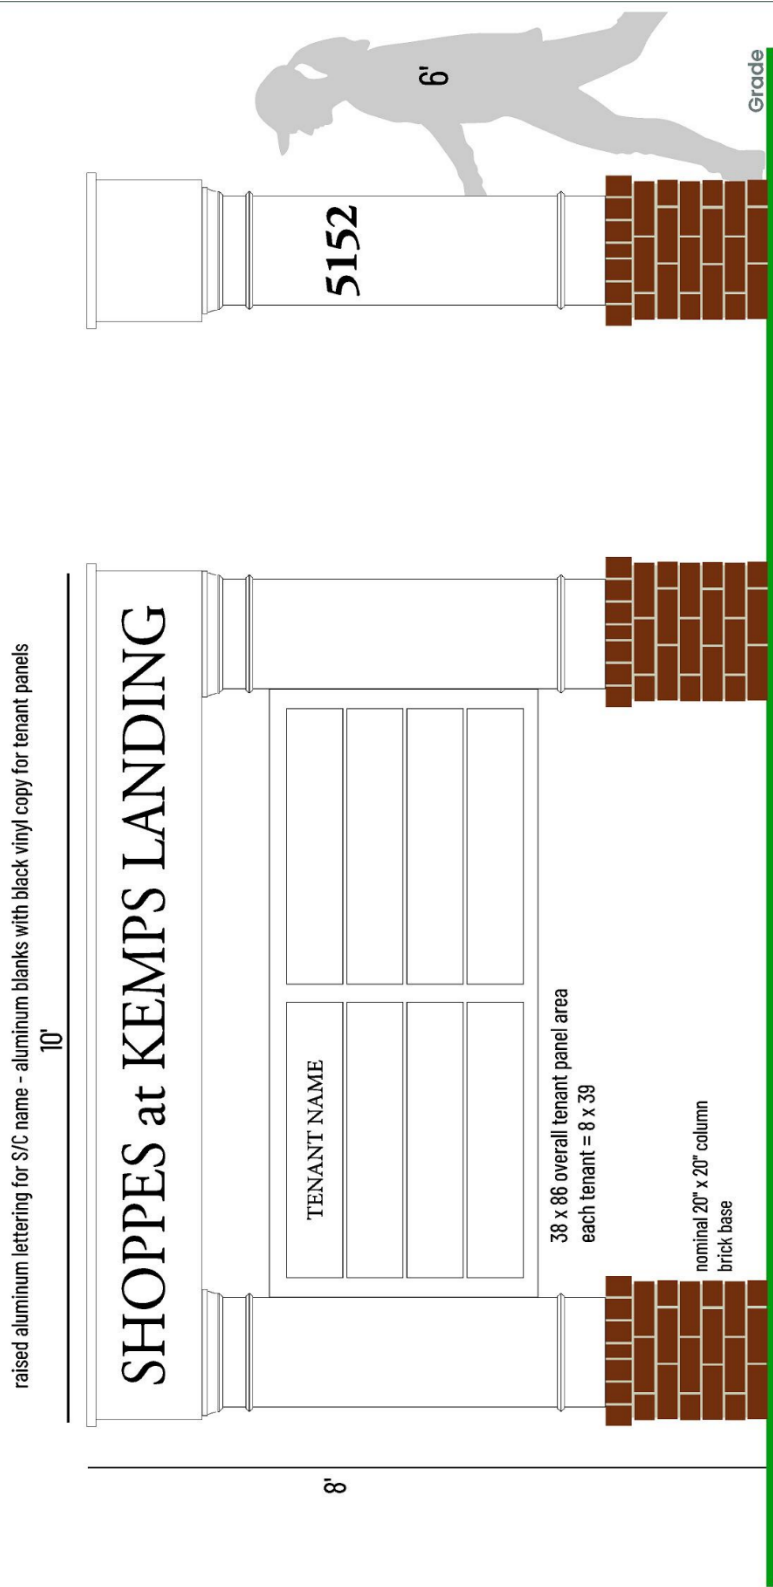 raised aluminum lettering for S/C name - aluminum blanks with black vinyl copy for tenant panels
10'
SHOPPES at KEMPS LANDING
8'
TENANT NAME
38 x 86 overall tenant panel area
each tenant = 8 x 39
nominal 20" x 20" column
brick base
5152
6'
Grade